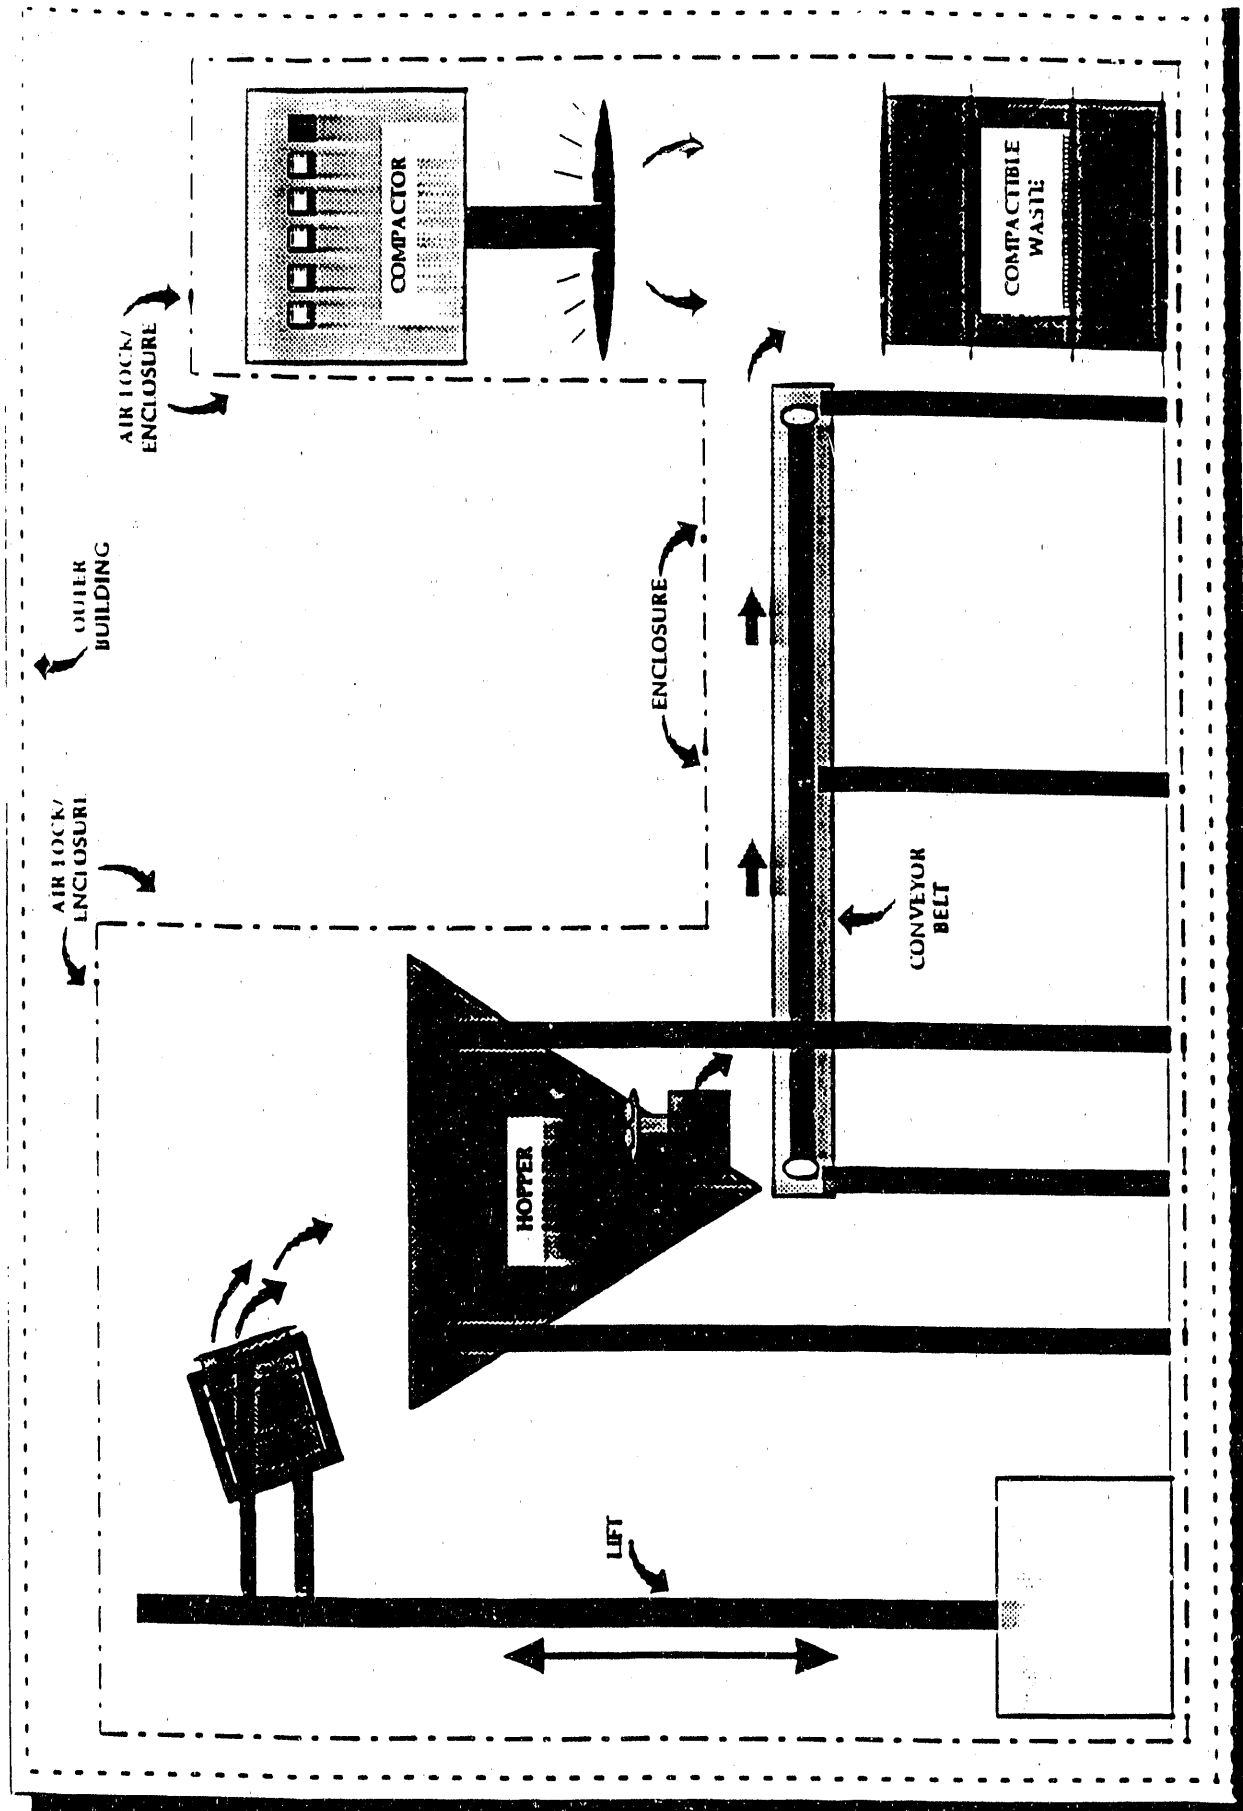 AIR LOCK/
ENCLOSURE
OUTER
BUILDING
AIR LOCK/
ENCLOSURE
COMPACTOR
ENCLOSURE
HOPPER
LIFT
CONVEYOR
BELT
COMPACTIBLE
WASTE